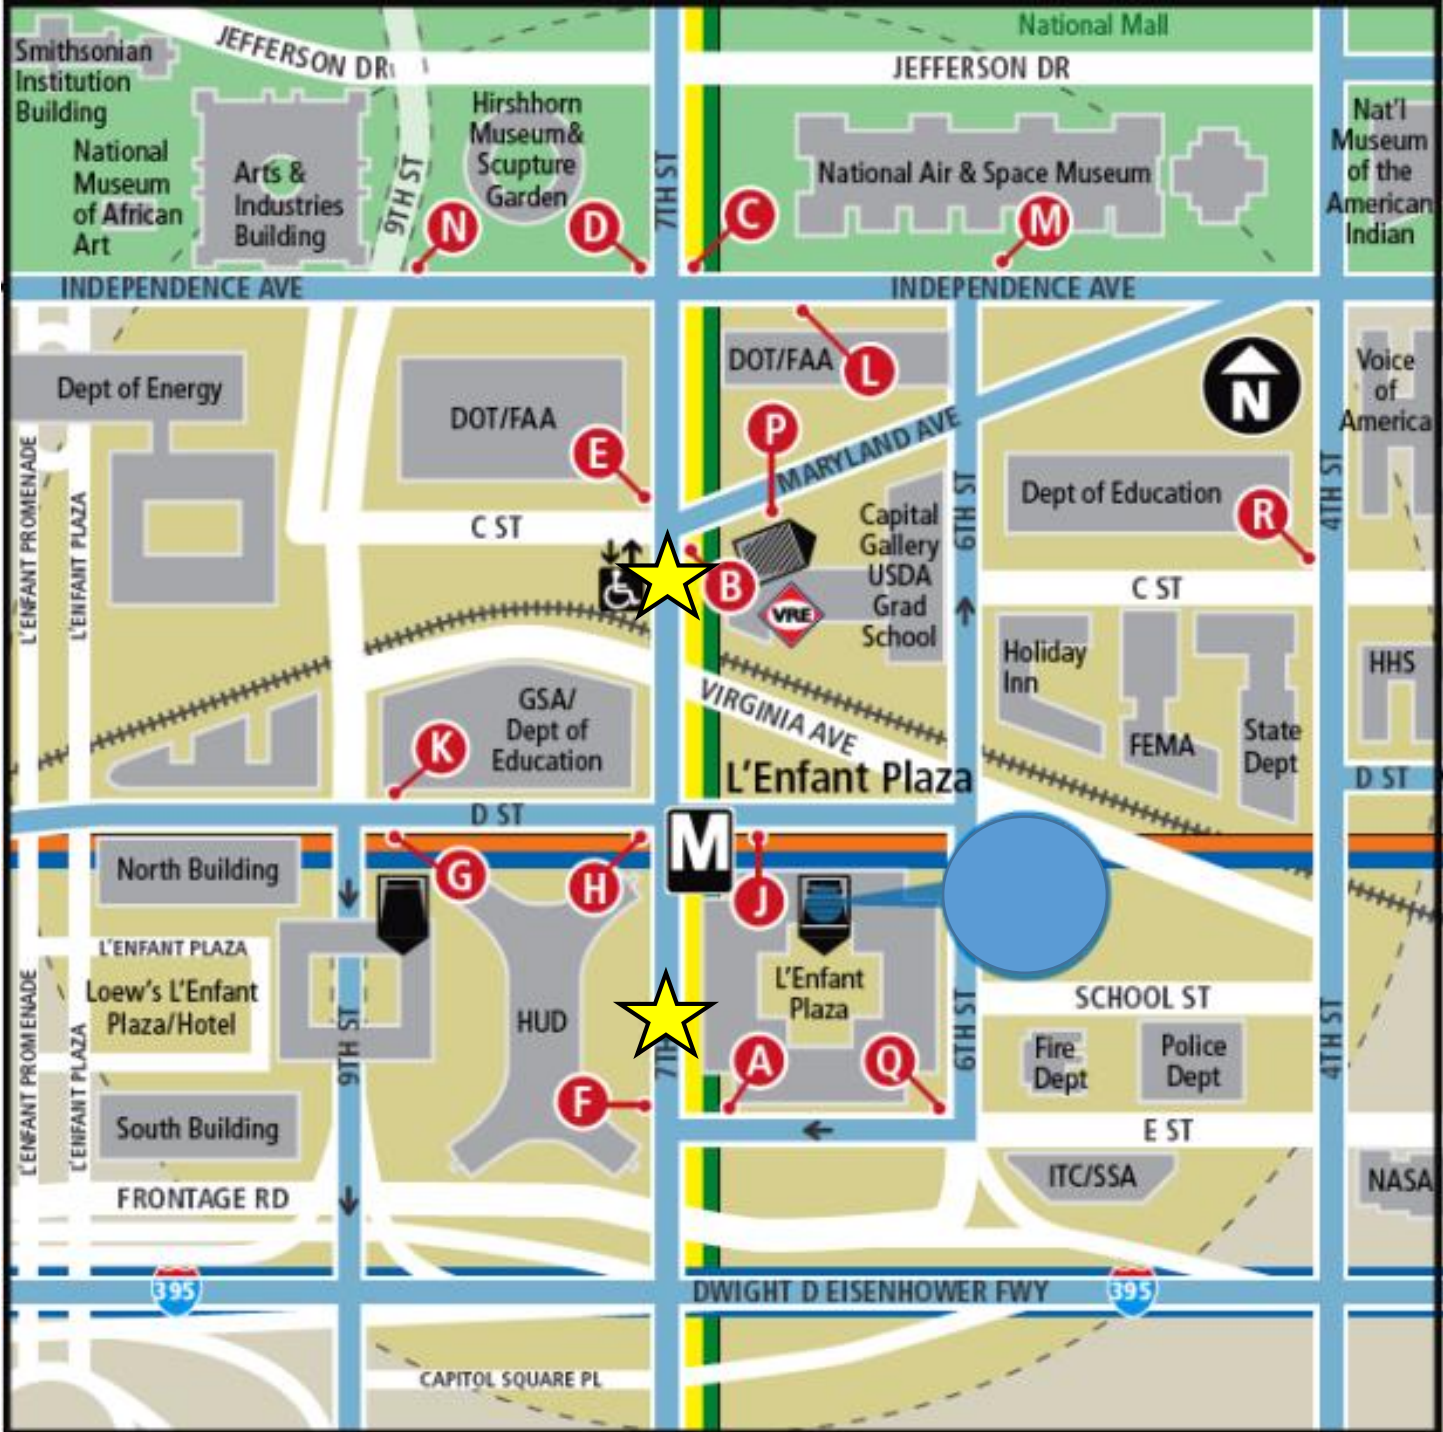 National Mall
Smithsonian
Institution
Building
JEFFERSON DR
JEFFERSON DR
Hirshhorn
Museum&
Scupture
Garden
National
Museum
of African
Art
Arts &
Industries
Building
9TH ST
7TH ST
National Air & Space Museum
Nat'l
Museum
of the
American
Indian
N
D
C
M
INDEPENDENCE AVE
INDEPENDENCE AVE
Dept of Energy
DOT/FAA
DOT/FAA
L
P
E
MARYLAND AVE
N
Voice
of
America
L'ENFANT PROMENADE
L'ENFANT PLAZA
C ST
Capital
Gallery
USDA
Grad
School
6TH ST
Dept of Education
R
4TH ST
B
VRE
C ST
Holiday
Inn
FEMA
State
Dept
HHS
GSA/
Dept of
Education
K
VIRGINIA AVE
L'Enfant Plaza
D ST
D ST
M
North Building
G
H
J
L'ENFANT PLAZA
Loew's L'Enfant
Plaza/Hotel
L'ENFANT PROMENADE
L'ENFANT PLAZA
9TH ST
HUD
L'Enfant
Plaza
7TH
6TH ST
SCHOOL ST
4TH ST
Fire
Dept
Police
Dept
A
Q
F
South Building
E ST
ITC/SSA
NASA
FRONTAGE RD
395
DWIGHT D EISENHOWER FWY
395
CAPITOL SQUARE PL